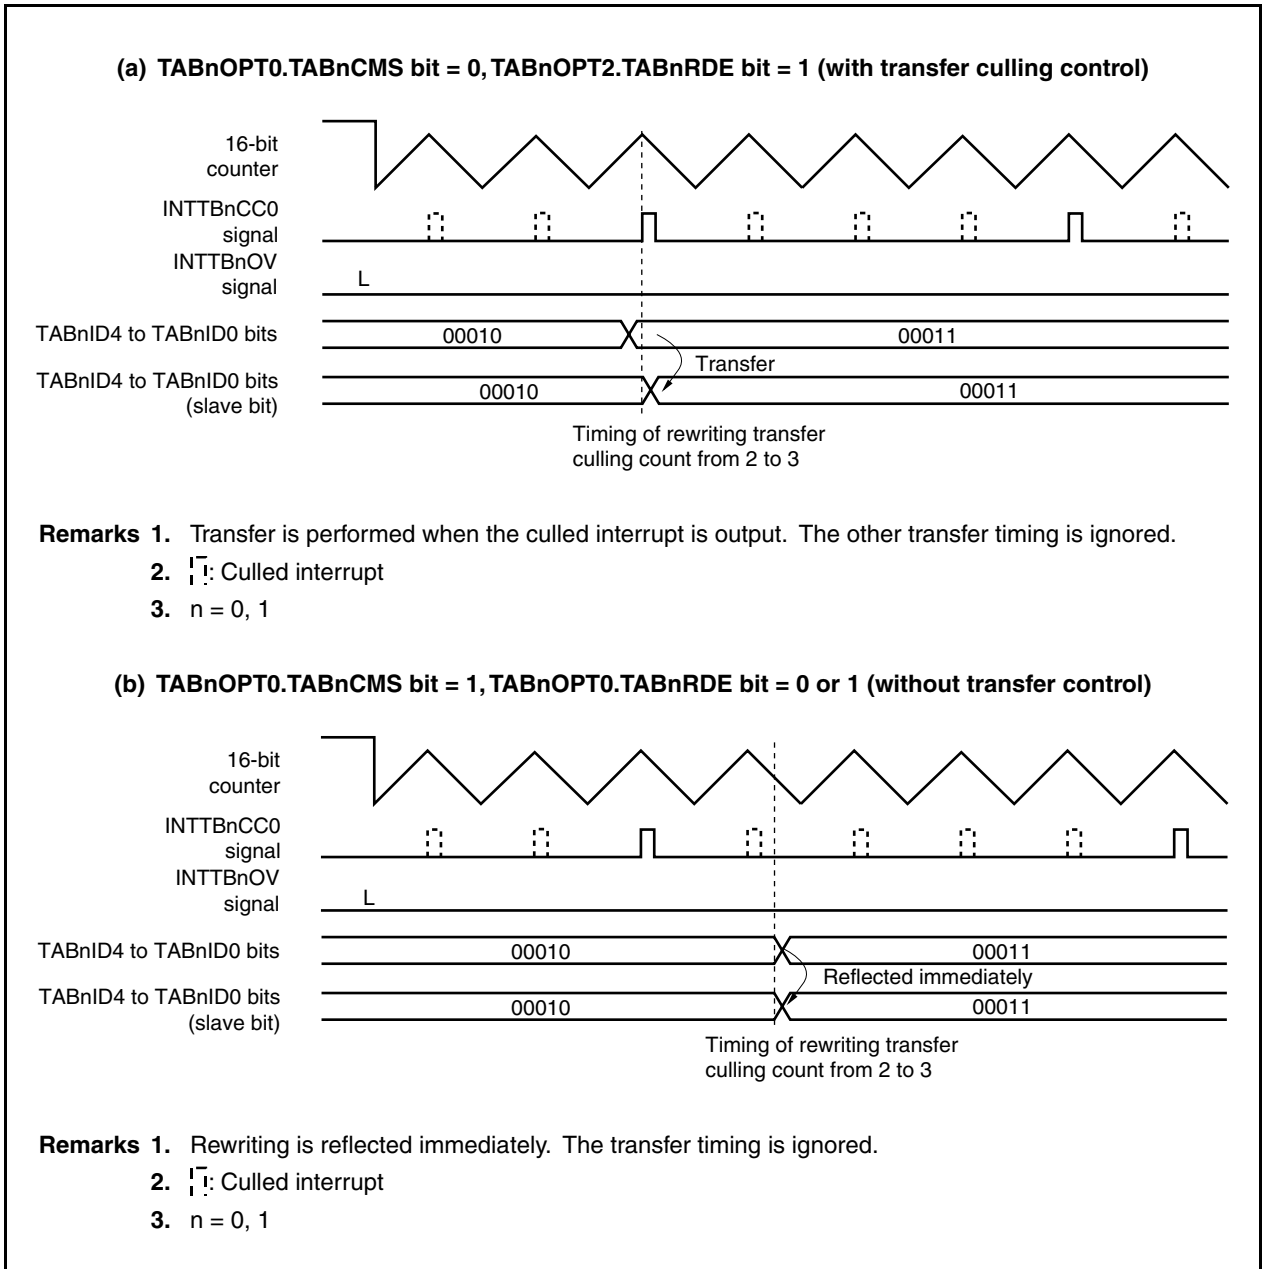 (a) TABnOPT0.TABnCMS bit = 0, TABnOPT2.TABnRDE bit = 1 (with transfer culling control)
16-bit
counter
INTTBnCC0
signal
INTTBnOV
signal
L
TABnID4 to TABnID0 bits
00010
00011
Transfer
TABnID4 to TABnID0 bits
(slave bit)
00010
00011
Timing of rewriting transfer
culling count from 2 to 3
Remarks 1. Transfer is performed when the culled interrupt is output. The other transfer timing is ignored.
2. : Culled interrupt
3. n = 0, 1
(b) TABnOPT0.TABnCMS bit = 1, TABnOPT0.TABnRDE bit = 0 or 1 (without transfer control)
16-bit
counter
INTTBnCC0
signal
INTTBnOV
signal
L
TABnID4 to TABnID0 bits
00010
00011
Reflected immediately
TABnID4 to TABnID0 bits
(slave bit)
00010
00011
Timing of rewriting transfer
culling count from 2 to 3
Remarks 1. Rewriting is reflected immediately. The transfer timing is ignored.
2. : Culled interrupt
3. n = 0, 1